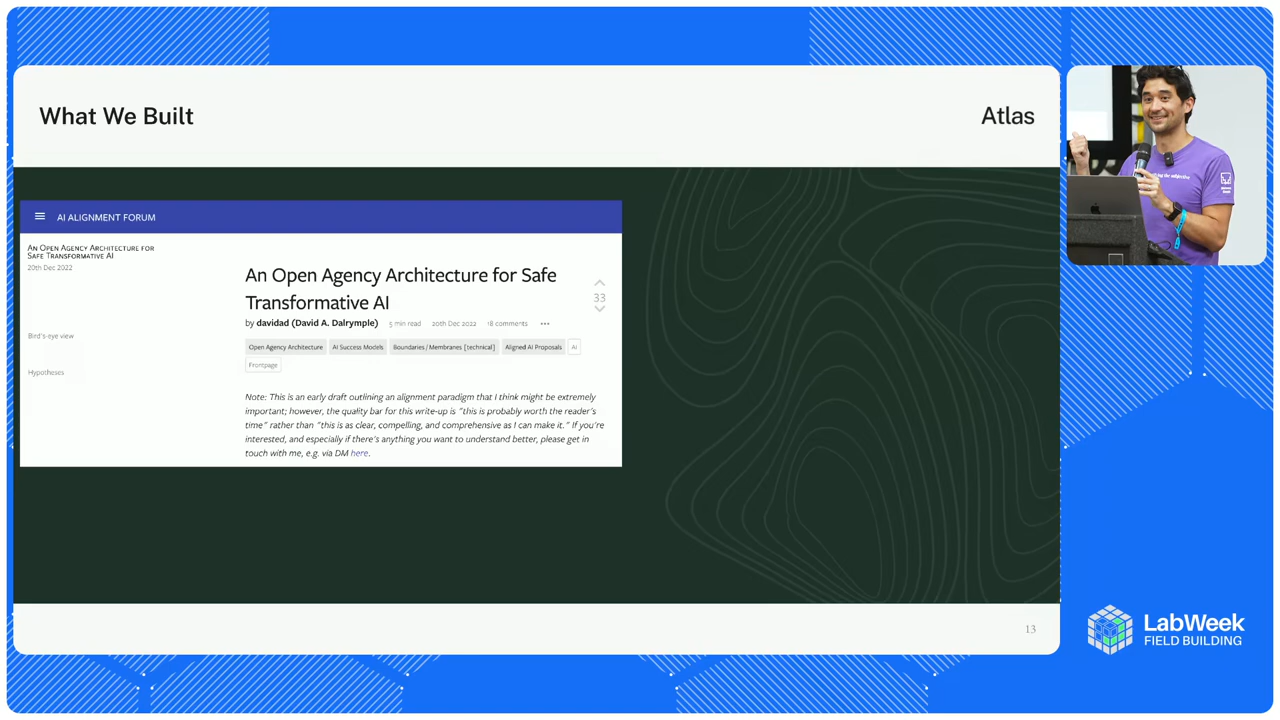 What We Built
Atlas
AI ALIGNMENT FORUM
AN OPEN AGENCY ARCHITECTURE FOR
SAFE TRANSFORMATIVE AI
20th Dec 2022
Bird's-eye view
Hypotheses
An Open Agency Architecture for Safe
Transformative AI
33
by davidad (David A. Dalrymple) 5 min read 20th Dec 2022 18 comments •••
Open Agency Architecture AI Success Models Boundaries / Membranes [technical] Aligned AI Proposals AI
Frontpage
Note: This is an early draft outlining an alignment paradigm that I think might be extremely
important; however, the quality bar for this write-up is "this is probably worth the reader's
time" rather than "this is as clear, compelling, and comprehensive as I can make it." If you're
interested, and especially if there's anything you want to understand better, please get in
touch with me, e.g. via DM here.
13
LabWeek
FIELD BUILDING